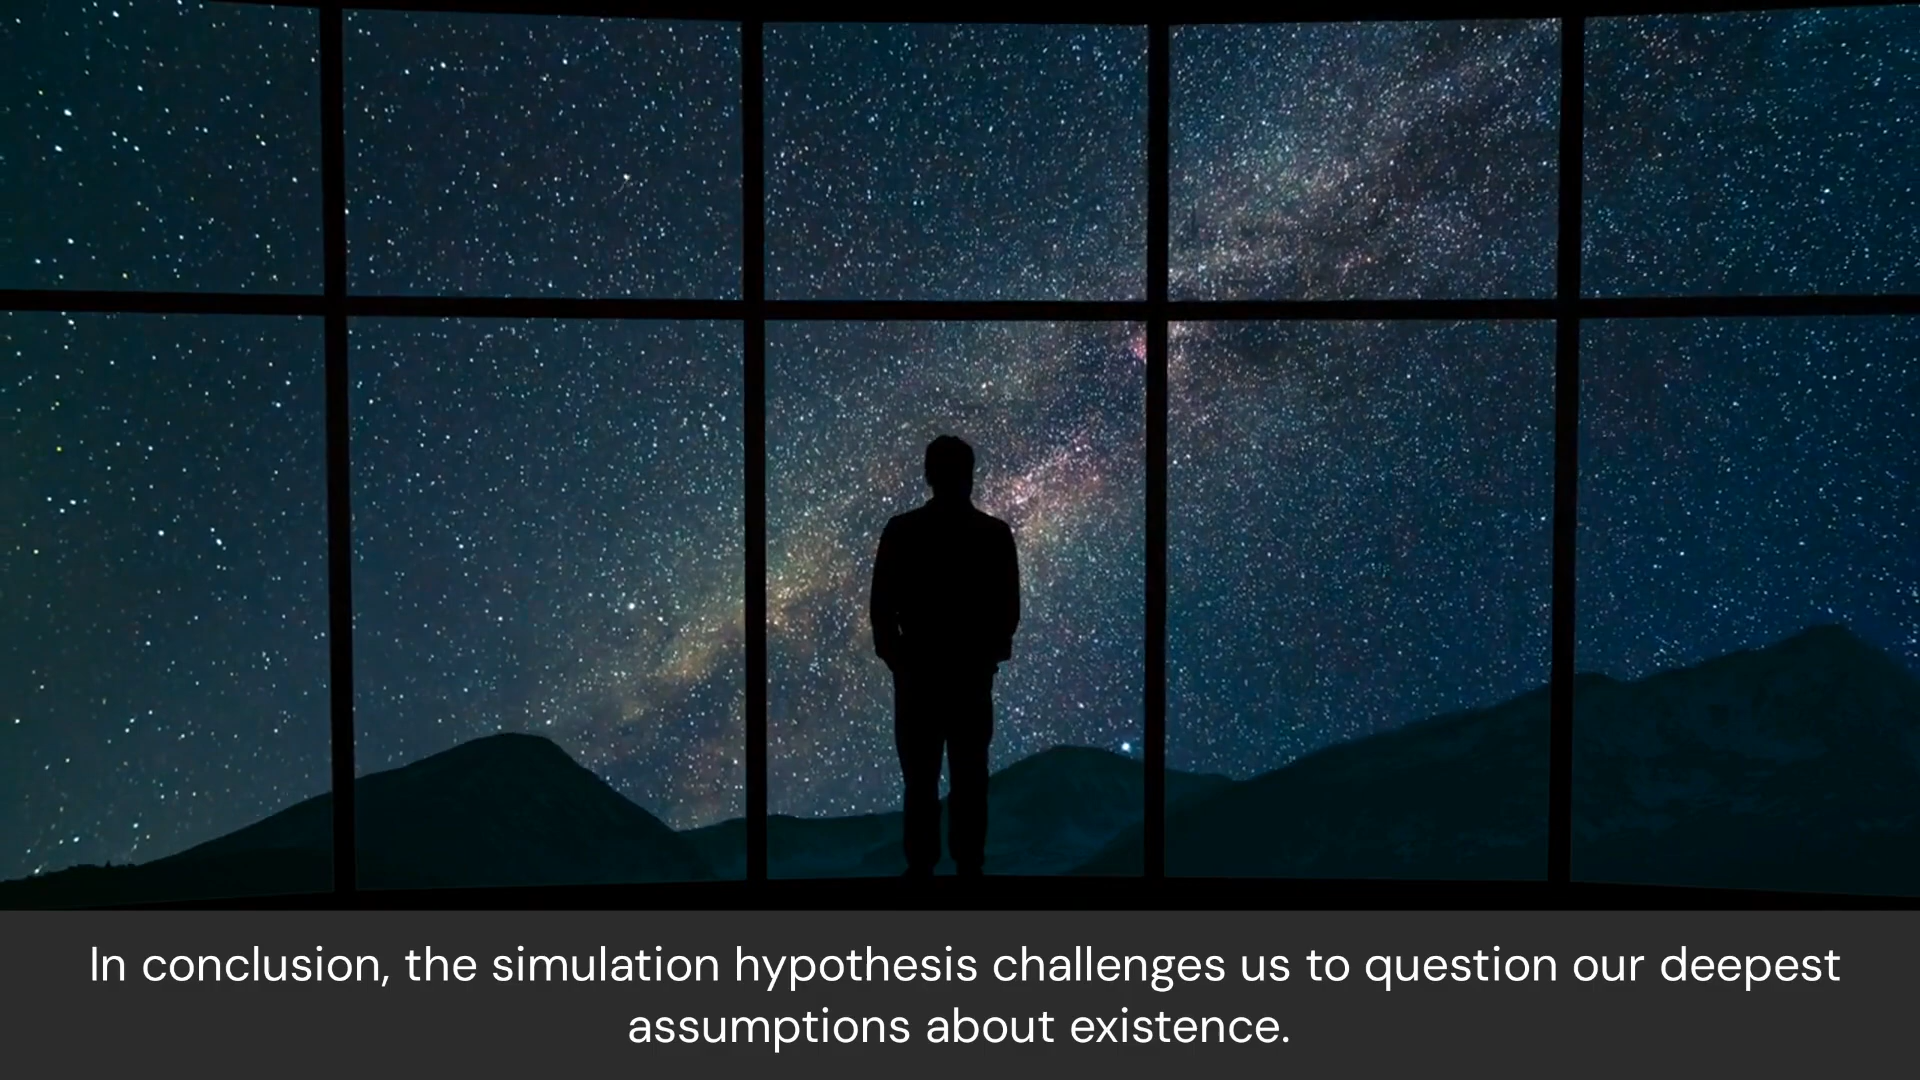 In conclusion, the simulation hypothesis challenges us to question our deepest
assumptions about existence.